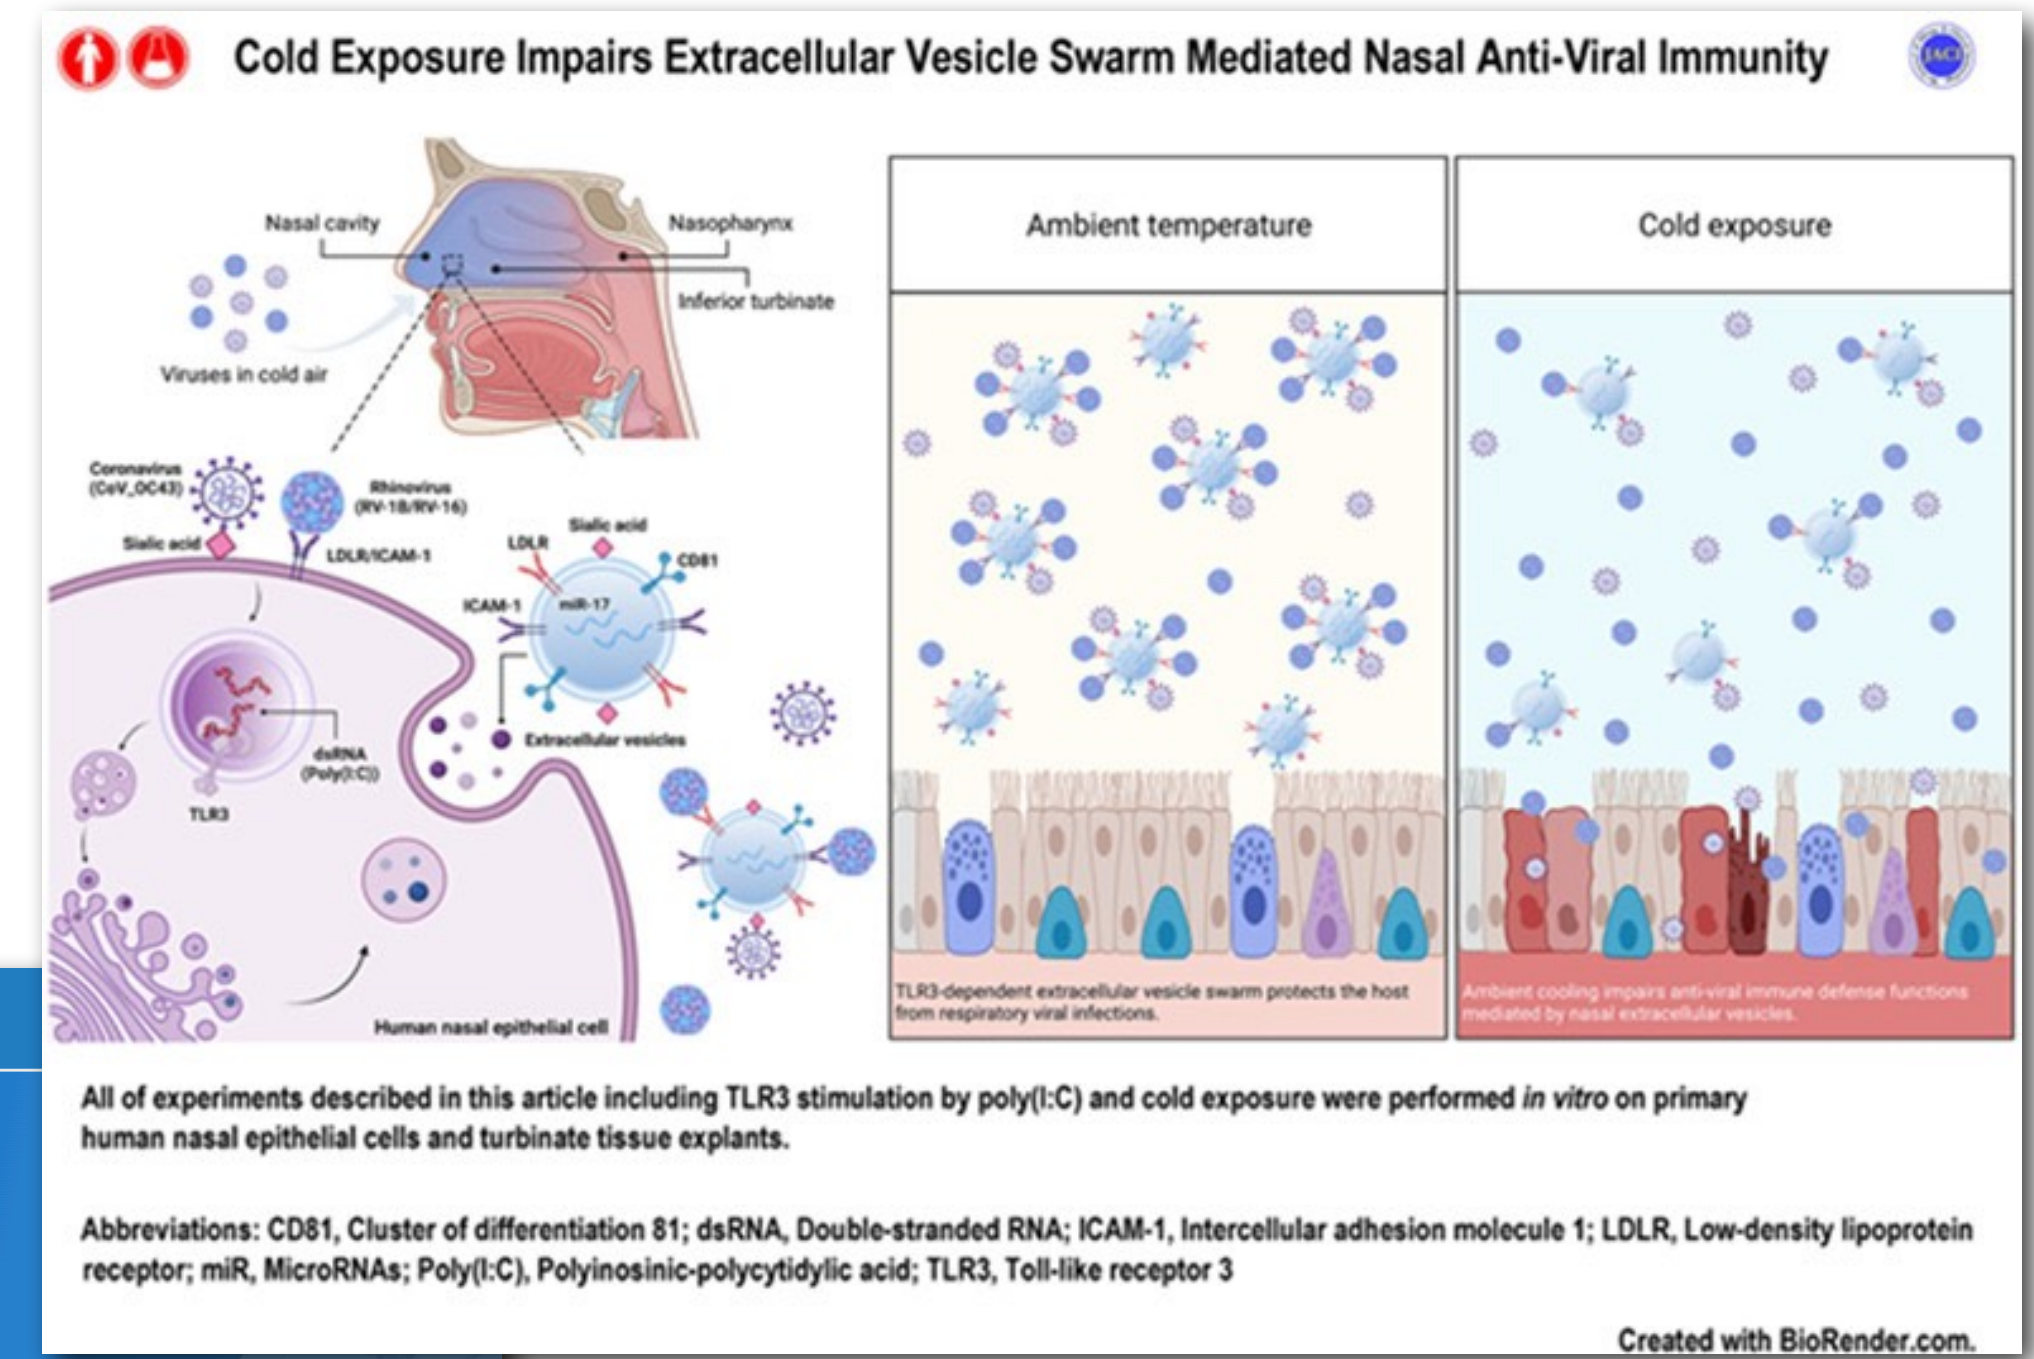 Cold Exposure Impairs Extracellular Vesicle Swarm Mediated Nasal Anti-Viral Immunity
JACI
Nasal cavity
Nasopharynx
Inferior turbinate
Viruses in cold air
Coronavirus
(CoV_OC43)
Rhinovirus
(RV-1B/RV-16)
Sialic acid
LDLR/ICAM-1
Sialic acid
LDLR
CD81
ICAM-1
miR-17
Extracellular vesicles
dsRNA
(Poly(I:C))
TLR3
Human nasal epithelial cell
Ambient temperature
TLR3-dependent extracellular vesicle swarm protects the host
from respiratory viral infections.
Cold exposure
Ambient cooling impairs anti-viral immune defense functions
mediated by nasal extracellular vesicles.
All of experiments described in this article including TLR3 stimulation by poly(I:C) and cold exposure were performed in vitro on primary
human nasal epithelial cells and turbinate tissue explants.
Abbreviations: CD81, Cluster of differentiation 81; dsRNA, Double-stranded RNA; ICAM-1, Intercellular adhesion molecule 1; LDLR, Low-density lipoprotein
receptor; miR, MicroRNAs; Poly(I:C), Polyinosinic-polycytidylic acid; TLR3, Toll-like receptor 3
Created with BioRender.com.